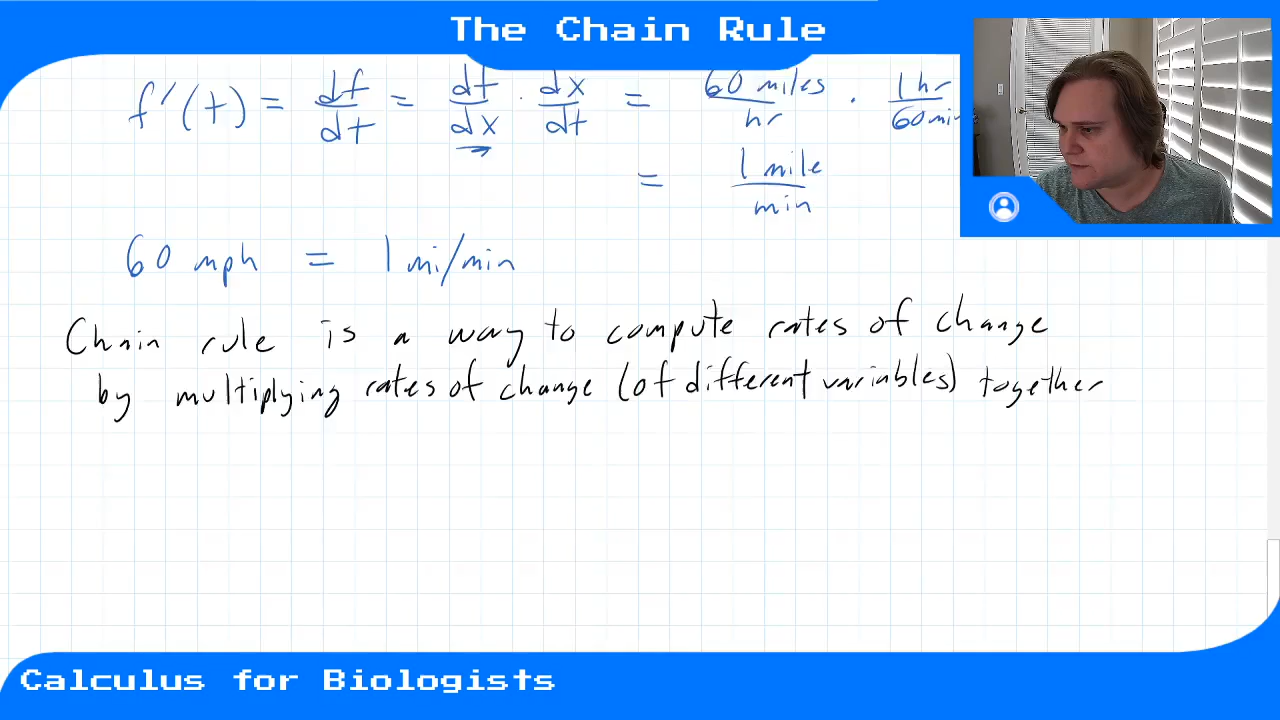 The Chain Rule
f'(t) = df/dt = df/dx · dx/dt = 60 miles/hr · 1 hr/60 min
= 1 mile/min
60 mph = 1 mi/min
Chain rule is a way to compute rates of change
by multiplying rates of change (of different variables) together
Calculus for Biologists